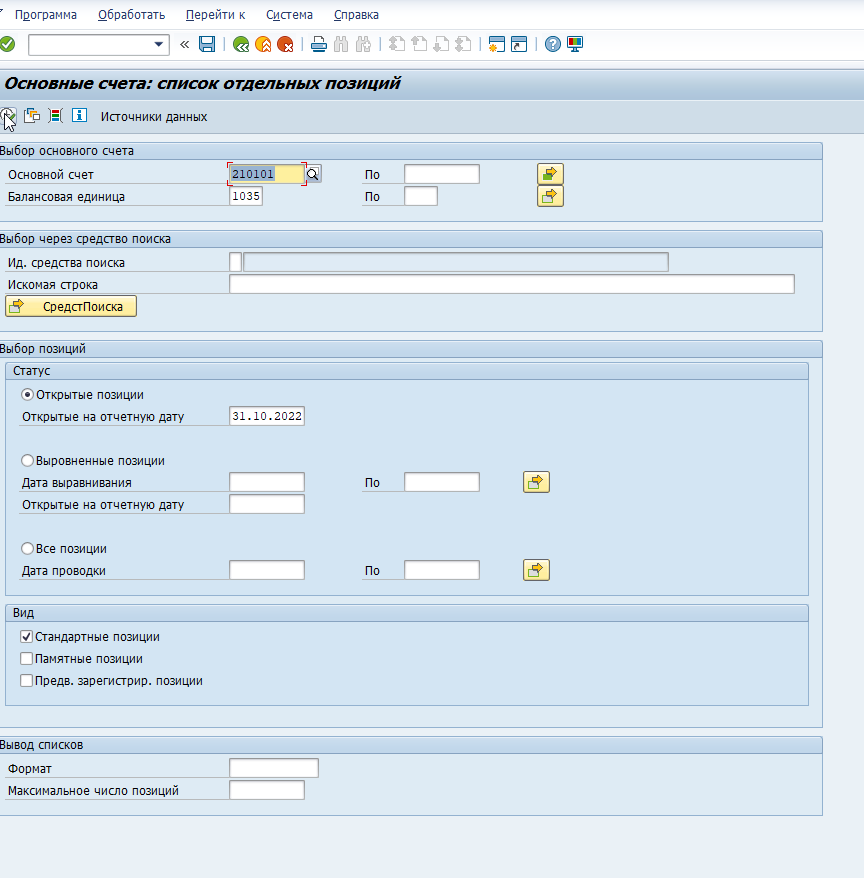 Программа Обработать Перейти к Система Справка
Основные счета: список отдельных позиций
Источники данных
Выбор основного счета
Основной счет 210101 По
Балансовая единица 1035 По
Выбор через средство поиска
Ид. средства поиска
Искомая строка
СредстПоиска
Выбор позиций
Статус
Открытые позиции
Открытые на отчетную дату 31.10.2022
Выровненные позиции
Дата выравнивания По
Открытые на отчетную дату
Все позиции
Дата проводки По
Вид
Стандартные позиции
Памятные позиции
Предв. зарегистрир. позиции
Вывод списков
Формат
Максимальное число позиций